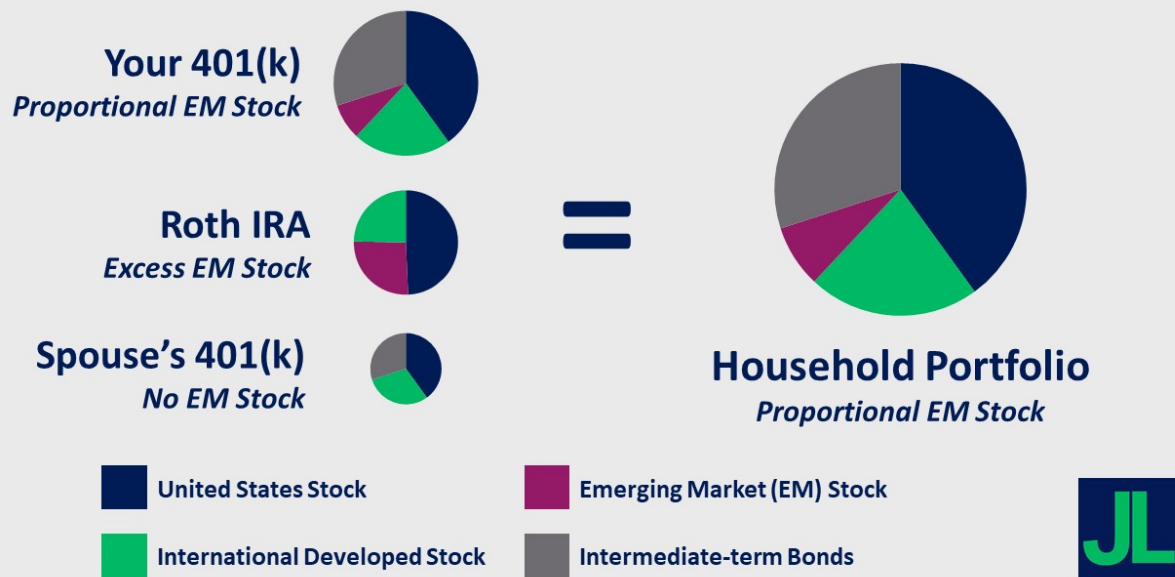 Your 401(k)
Proportional EM Stock
Roth IRA
Excess EM Stock
=
Spouse’s 401(k)
No EM Stock
Household Portfolio
Proportional EM Stock
United States Stock
Emerging Market (EM) Stock
International Developed Stock
Intermediate-term Bonds
JL